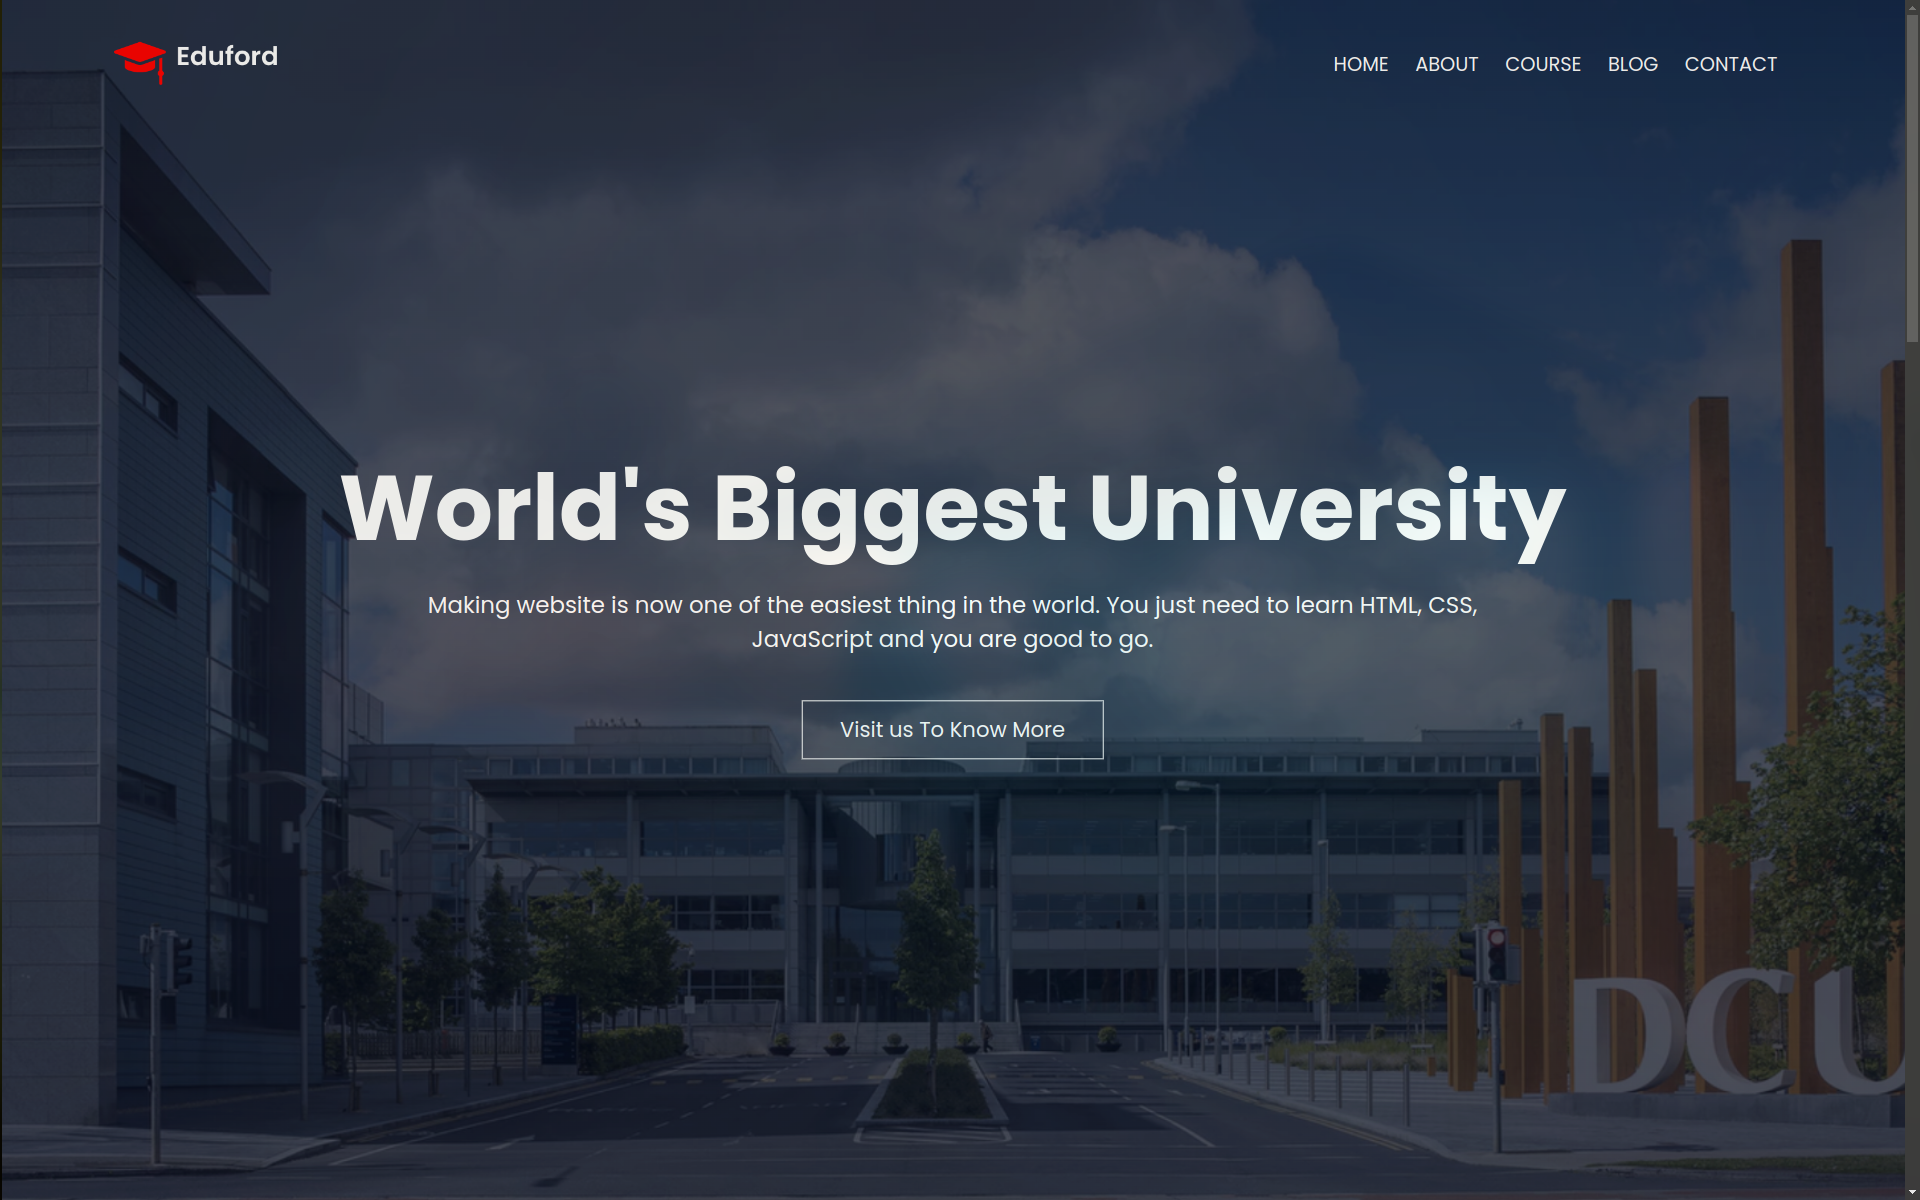 Eduford
HOME ABOUT COURSE BLOG CONTACT
World's Biggest University
Making website is now one of the easiest thing in the world. You just need to learn HTML, CSS,
JavaScript and you are good to go.
Visit us To Know More
DCU